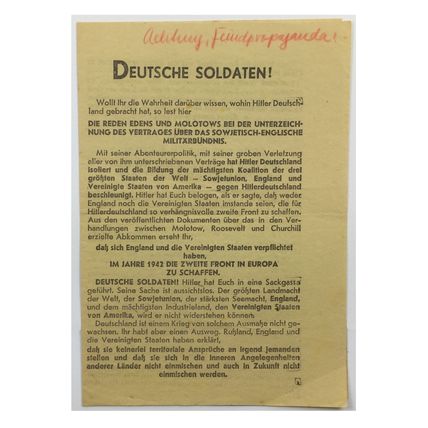 Achtung, Feindpropaganda!
DEUTSCHE SOLDATEN!
Wollt Ihr die Wahrheit darüber wissen, wohin Hitler Deutsch-
land gebracht hat, so lest hier
DIE REDEN EDENS UND MOLOTOWS BEI DER UNTERZEICH-
NUNG DES VERTRAGES ÜBER DAS SOWJETISCH-ENGLISCHE
MILITÄRBÜNDNIS.
Mit seiner Abenteurerpolitik, mit seiner groben Verletzung
aller von ihm unterschriebenen Verträge hat Hitler Deutschland
isoliert und die Bildung der mächtigsten Koalition der drei
größten Staaten der Welt — Sowjetunion, England und
Vereinigte Staaten von Amerika — gegen Hitlerdeutschland
beschleunigt. Hitler hat Euch belogen, als er sagte, daß weder
England noch die Vereinigten Staaten imstande seien, die für
Hitlerdeutschland so verhängnisvolle zweite Front zu schaffen.
Aus den veröffentlichten Dokumenten über das in den Ver-
handlungen zwischen Molotow, Roosevelt und Churchill
erzielte Abkommen erseht Ihr,
daß sich England und die Vereinigten Staaten verpflichtet
haben,
IM JAHRE 1942 DIE ZWEITE FRONT IN EUROPA
ZU SCHAFFEN.
DEUTSCHE SOLDATEN! Hitler hat Euch in eine Sackgasse
geführt. Seine Sache ist aussichtslos. Der größten Landmacht
der Welt, der Sowjetunion, der stärksten Seemacht, England,
und dem mächtigsten Industrieland, den Vereinigten Staaten
von Amerika, wird er nicht widerstehen können.
Deutschland ist einem Krieg von solchem Ausmaße nicht ge-
wachsen. Ihr habt aber einen Ausweg. Rußland, England und
die Vereinigten Staaten haben erklärt,
daß sie keinerlei territoriale Ansprüche an irgend jemanden
stellen und daß sie sich in die inneren Angelegenheiten
anderer Länder nicht einmischen und auch in Zukunft nicht
einmischen werden.